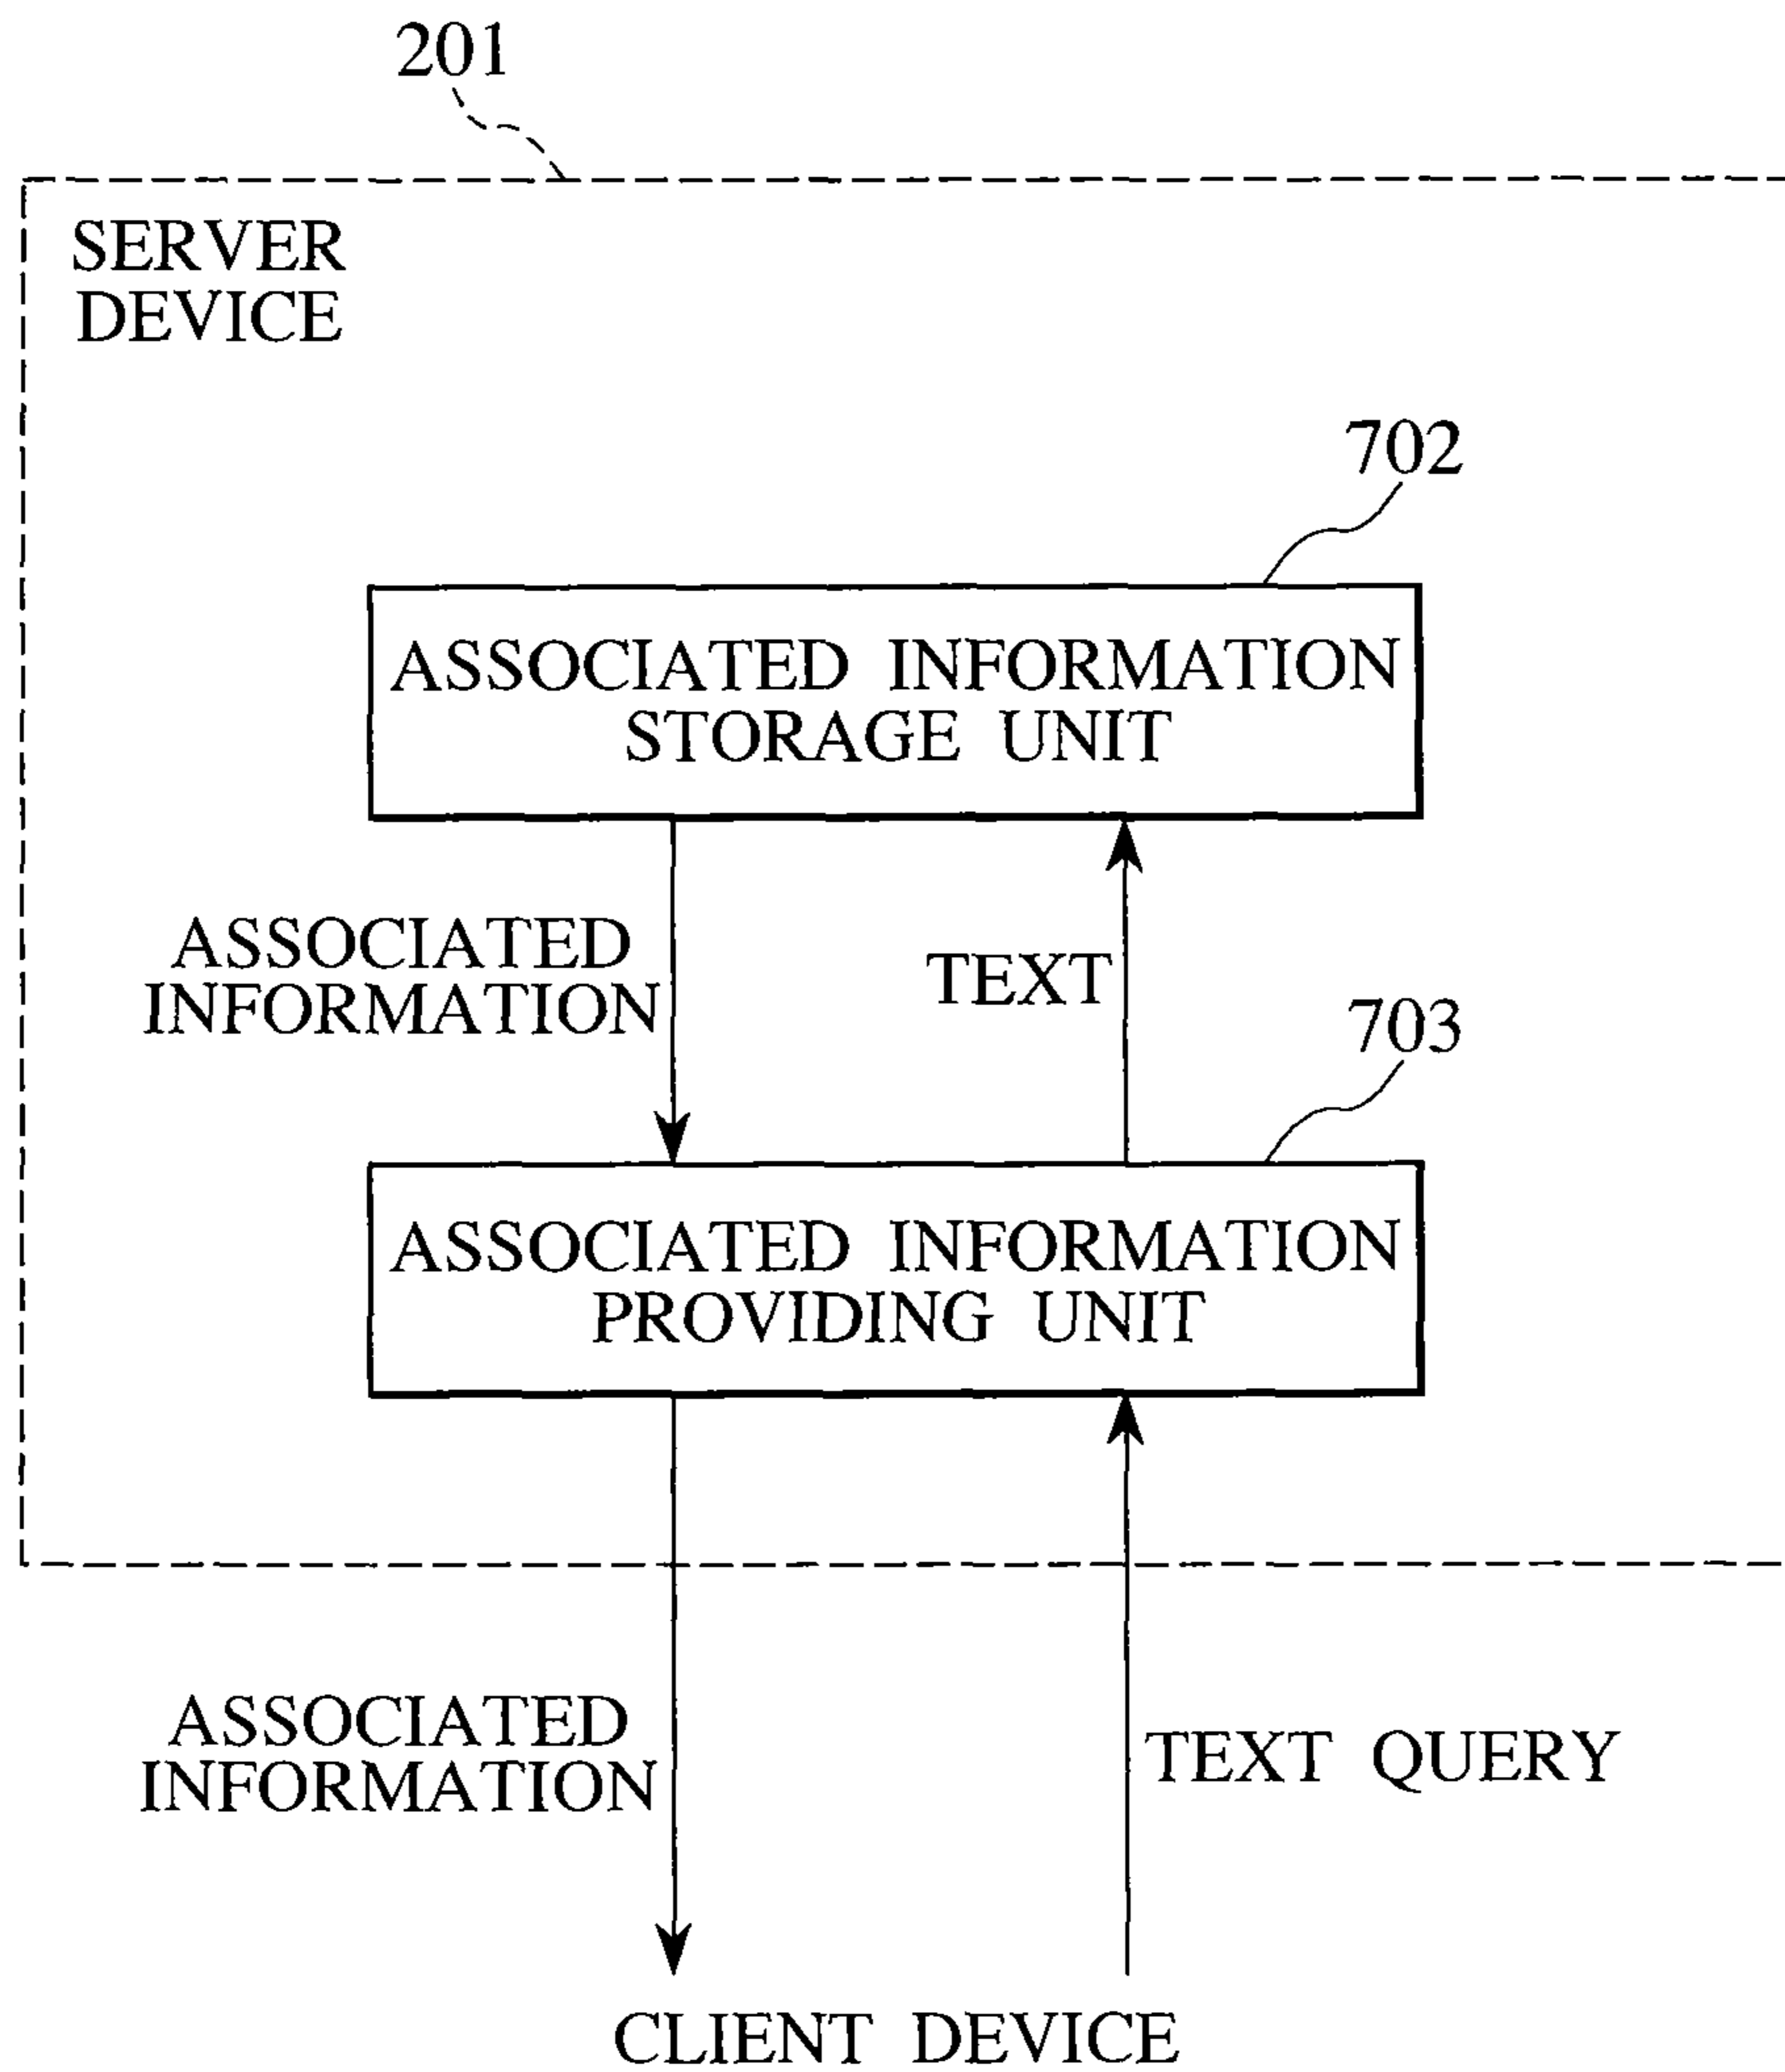 201
SERVER
DEVICE
702
ASSOCIATED INFORMATION
STORAGE UNIT
ASSOCIATED
INFORMATION
TEXT
703
ASSOCIATED INFORMATION
PROVIDING UNIT
ASSOCIATED
INFORMATION
TEXT QUERY
CLIENT DEVICE